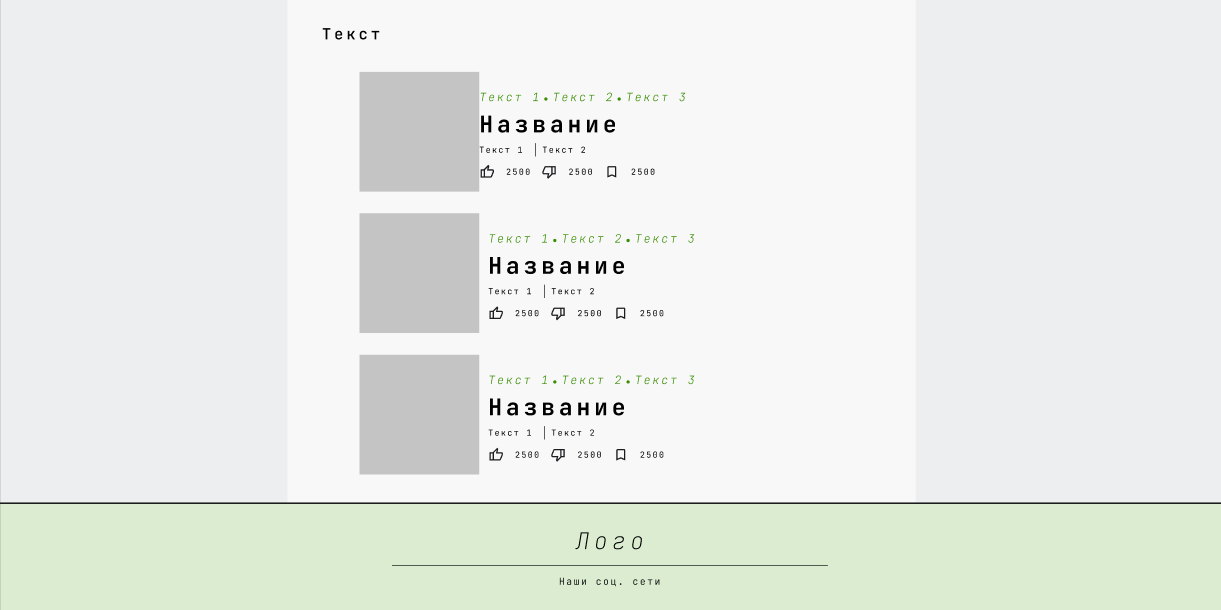 Текст
Текст 1•Текст 2•Текст 3
Название
Текст 1 | Текст 2
2500 2500 2500
Текст 1•Текст 2•Текст 3
Название
Текст 1 | Текст 2
2500 2500 2500
Текст 1•Текст 2•Текст 3
Название
Текст 1 | Текст 2
2500 2500 2500
Лого
Наши соц. сети